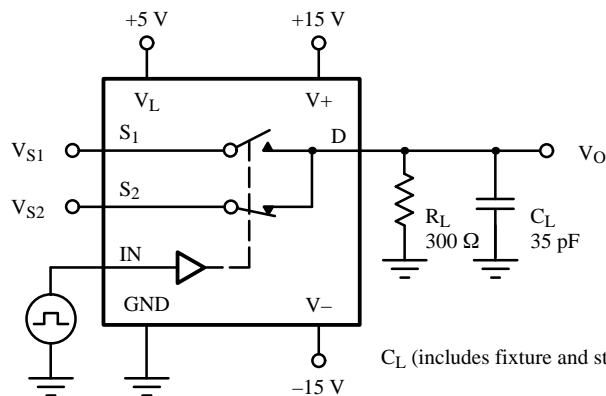 +5 V
+15 V
V_L
V+
V_S1
S_1
D
V_O
V_S2
S_2
R_L
300 Ω
C_L
35 pF
IN
GND
V−
−15 V
C_L (includes fixture and